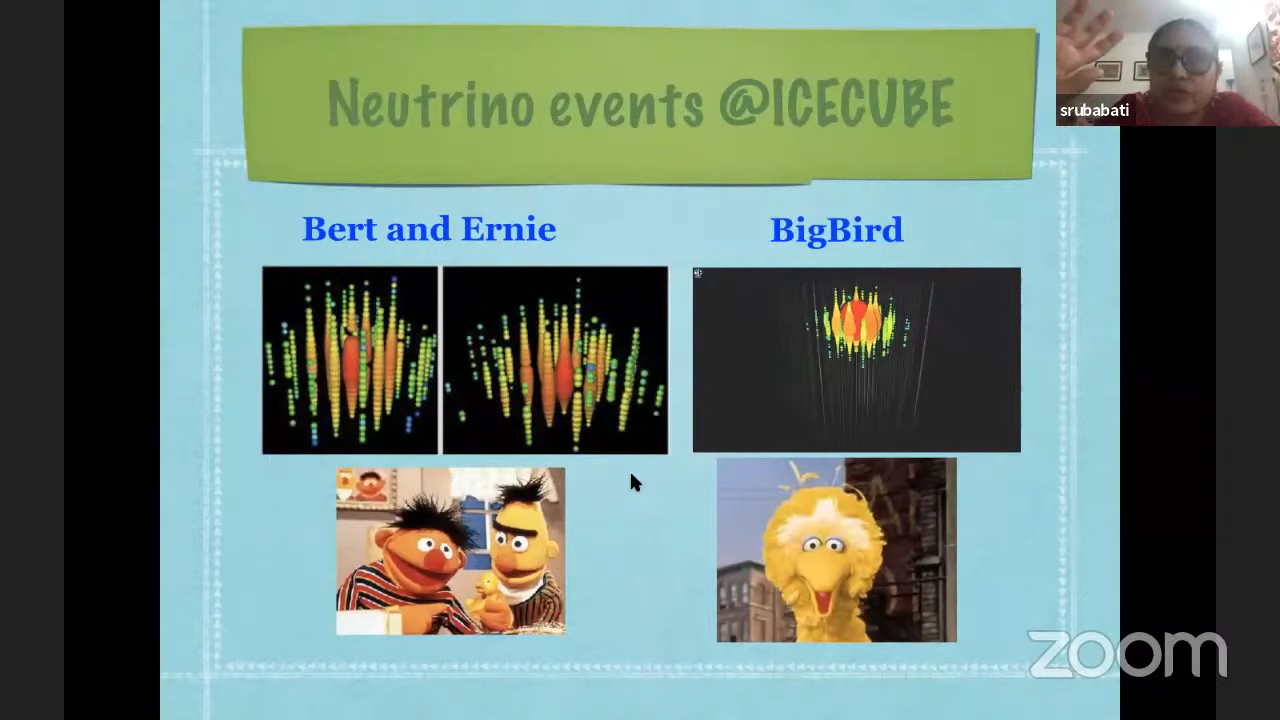 Neutrino events @ICECUBE
srubabati
Bert and Ernie
BigBird
zoom